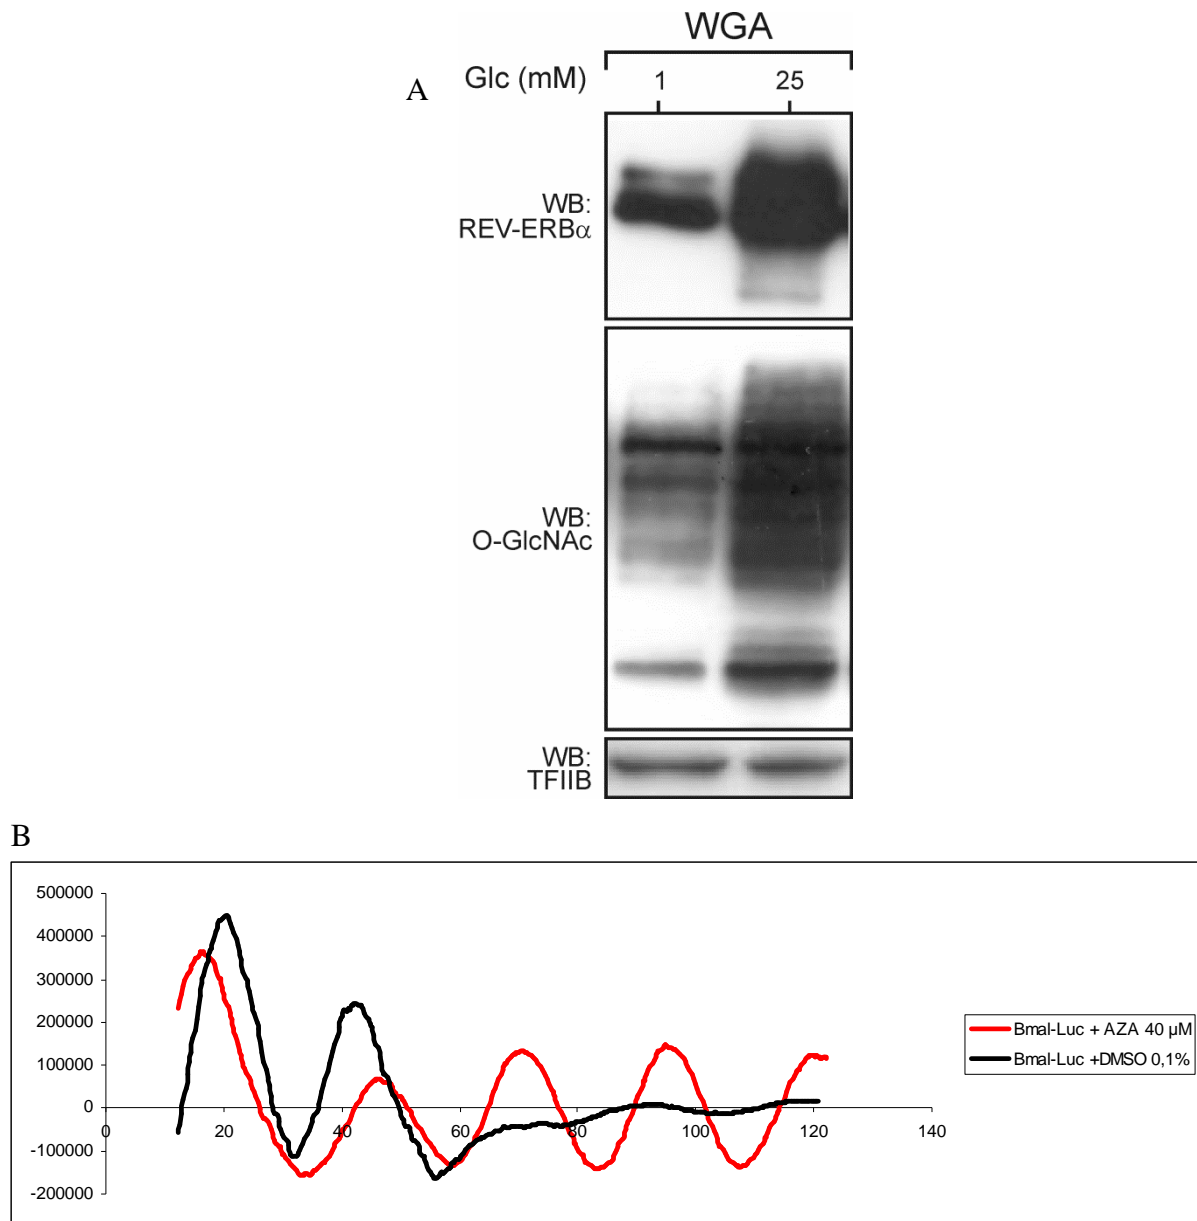 WGA
A
Glc (mM)
1
25
WB:
REV-ERBα
WB:
O-GlcNAc
WB:
TFIIB
B
500000
400000
300000
200000
100000
0
-100000
-200000
0
20
40
60
80
100
120
140
Bmal-Luc + AZA 40 µM
Bmal-Luc +DMSO 0,1%